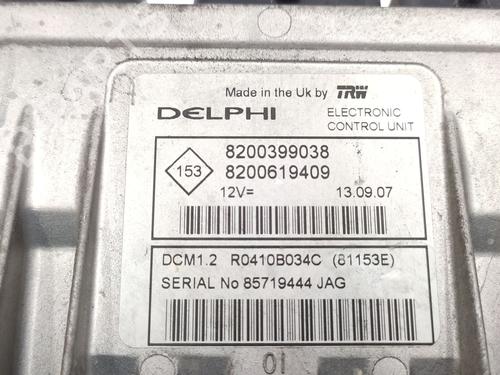 Made in the Uk by TRW
DELPHI
ELECTRONIC
CONTROL UNIT
153
8200399038
8200619409
12V= 13.09.07
DCM1.2 R0410B034C (81153E)
SERIAL No 85719444 JAG
01